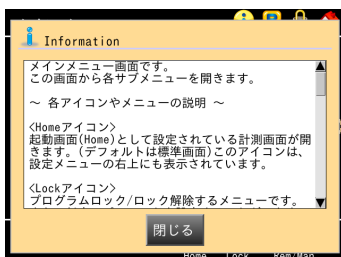 Information
メインメニュー画面です。
この画面から各サブメニューを開きます。
～ 各アイコンやメニューの説明 ～
〈Homeアイコン〉
起動画面(Home)として設定されている計測画面が開
きます。(デフォルトは標準画面)このアイコンは、
設定メニューの右上にも表示されています。
〈Lockアイコン〉
プログラムロック/ロック解除するメニューです。
閉じる
Home Lock Rem/Man